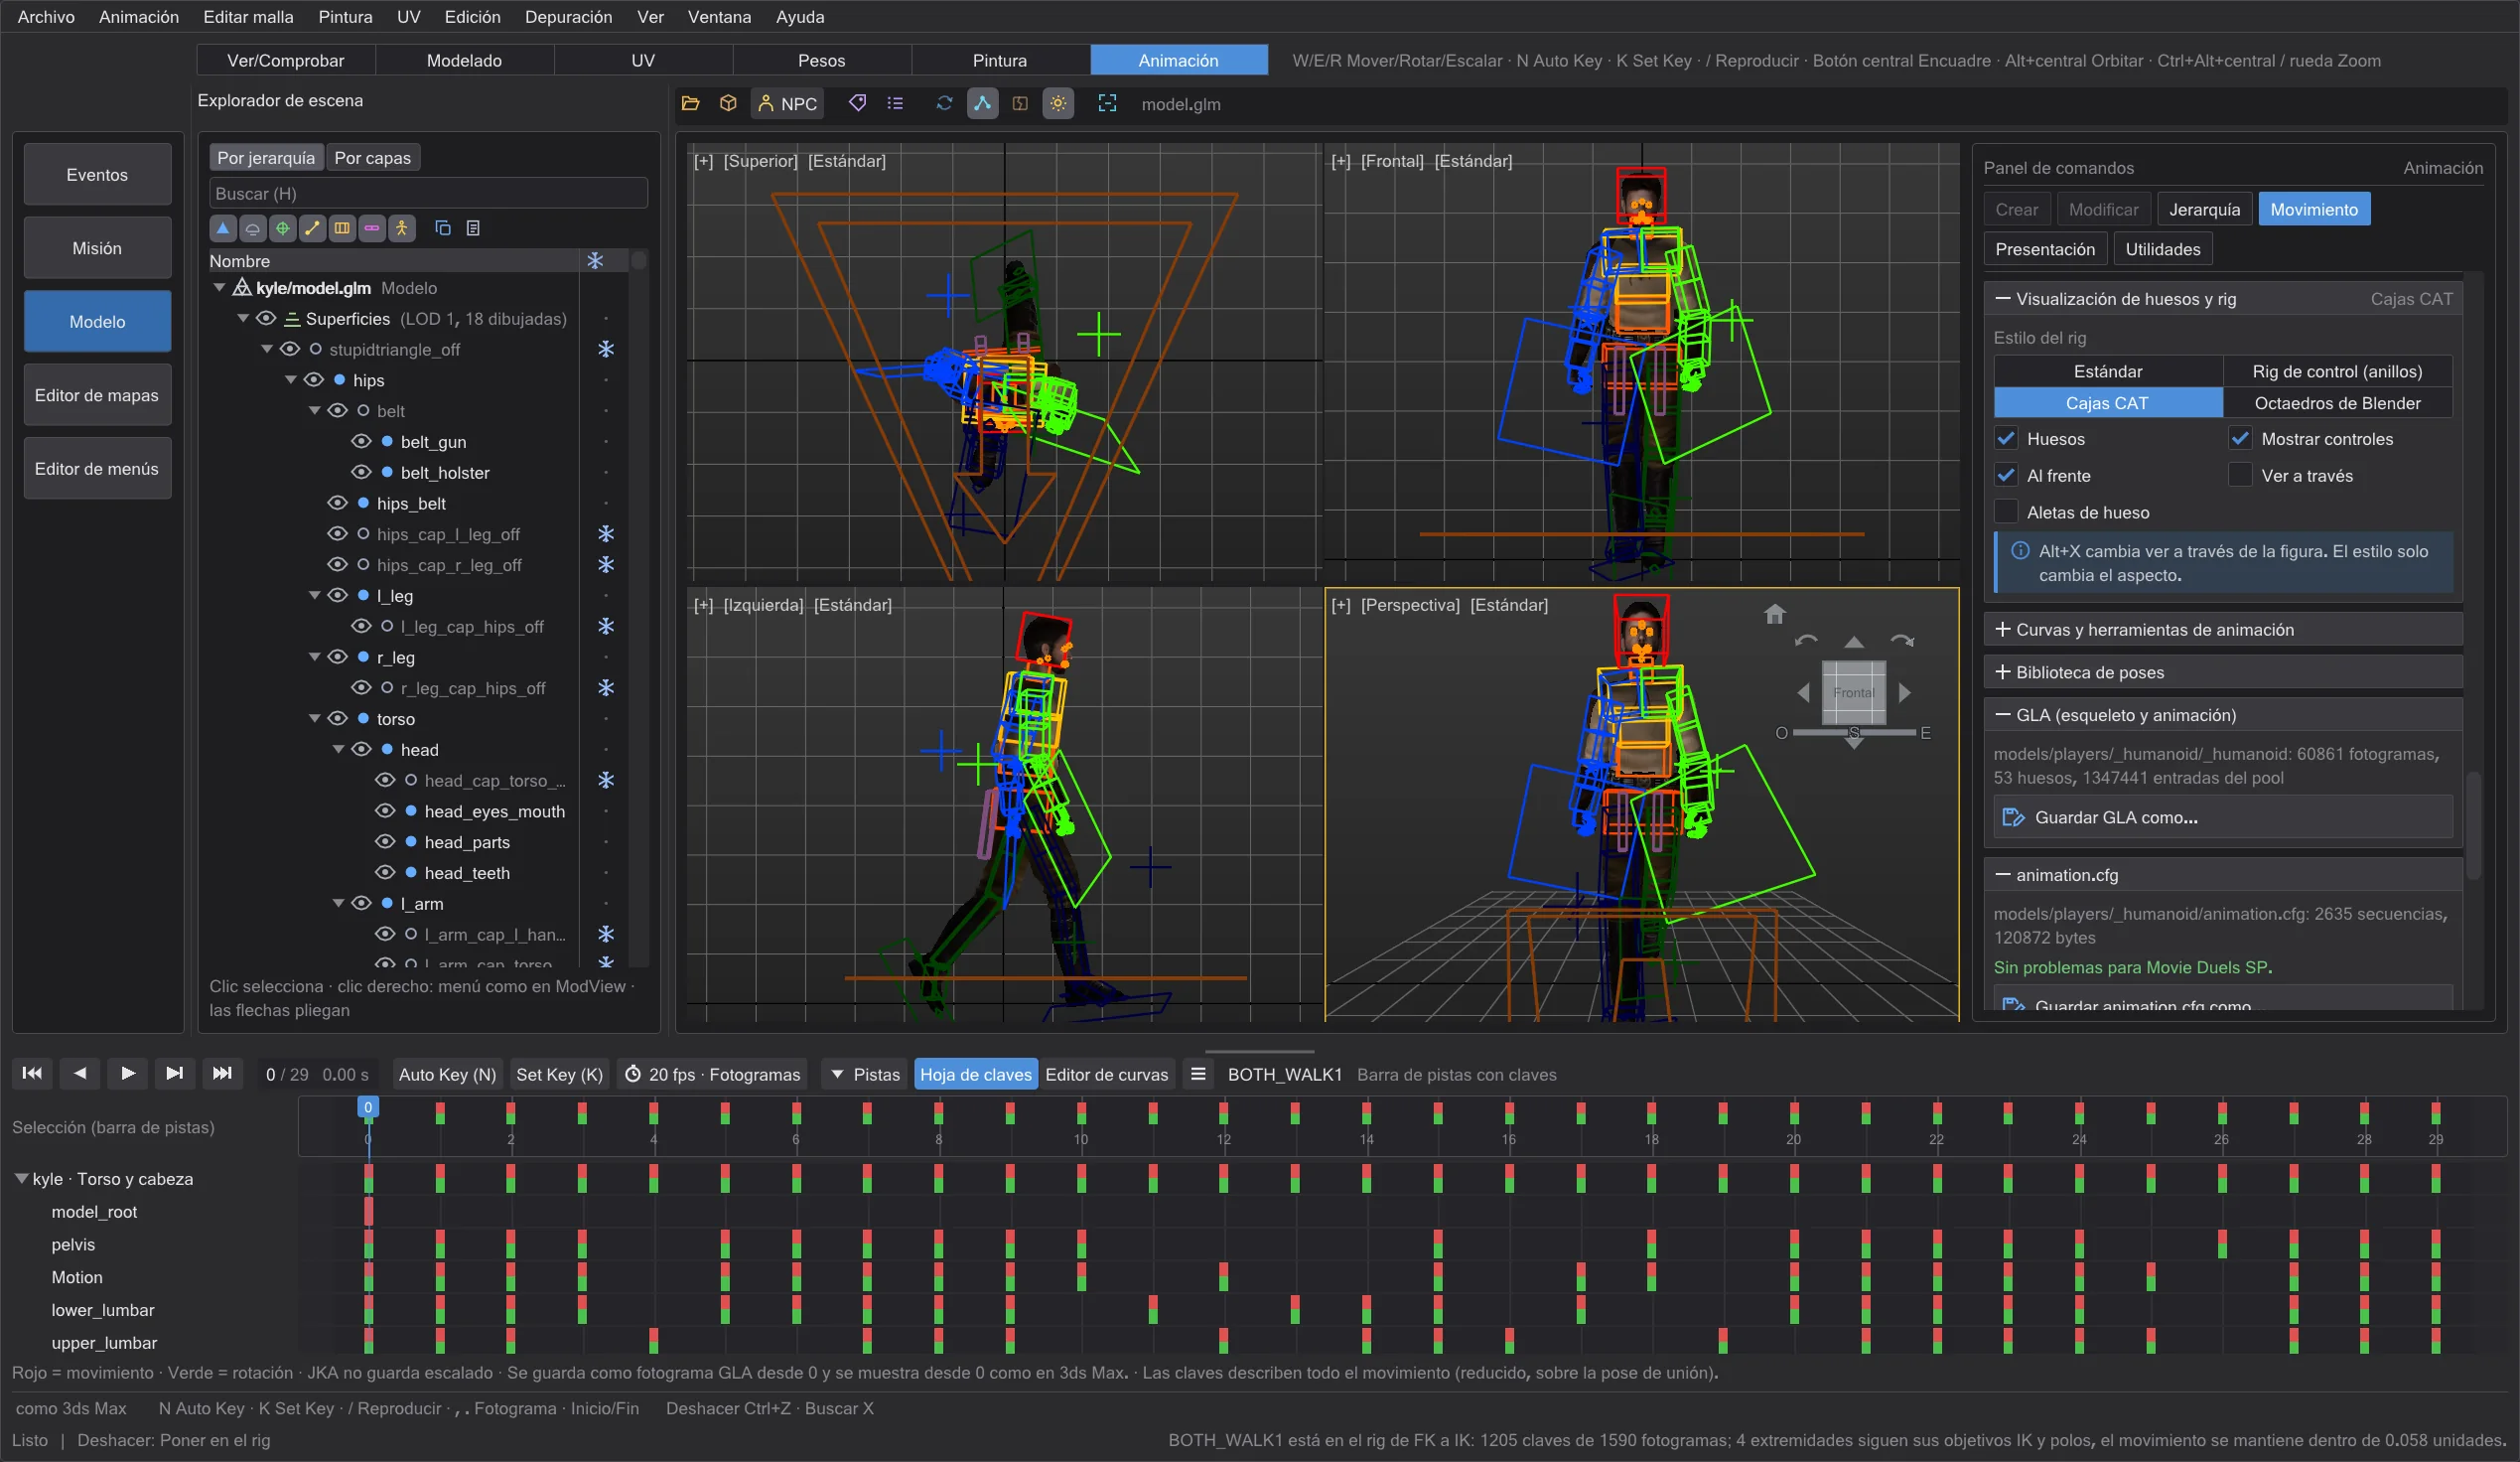 Archivo Animación Editar malla Pintura UV Edición Depuración Ver Ventana Ayuda
Ver/Comprobar Modelado UV Pesos Pintura Animación W/E/R Mover/Rotar/Escalar · N Auto Key · K Set Key · / Reproducir · Botón central Encuadre · Alt+central Orbitar · Ctrl+Alt+central / rueda Zoom
Explorador de escena
NPC model.glm
Eventos
Misión
Modelo
Editor de mapas
Editor de menús
Por jerarquía Por capas
Buscar (H)
Nombre
kyle/model.glm Modelo
Superficies (LOD 1, 18 dibujadas)
stupidtriangle_off
hips
belt
belt_gun
belt_holster
hips_belt
hips_cap_l_leg_off
hips_cap_r_leg_off
l_leg
l_leg_cap_hips_off
r_leg
r_leg_cap_hips_off
torso
head
head_cap_torso_...
head_eyes_mouth
head_parts
head_teeth
l_arm
l_arm_cap_l_han...
l_arm_cap_torso
Clic selecciona · clic derecho: menú como en ModView ·
las flechas pliegan
[+] [Superior] [Estándar]
[+] [Frontal] [Estándar]
[+] [Izquierda] [Estándar]
[+] [Perspectiva] [Estándar]
Frontal
O S E
Panel de comandos Animación
Crear Modificar Jerarquía Movimiento
Presentación Utilidades
Visualización de huesos y rig Cajas CAT
Estilo del rig
Estándar Rig de control (anillos)
Cajas CAT Octaedros de Blender
Huesos Mostrar controles
Al frente Ver a través
Aletas de hueso
Alt+X cambia ver a través de la figura. El estilo solo
cambia el aspecto.
Curvas y herramientas de animación
Biblioteca de poses
GLA (esqueleto y animación)
models/players/_humanoid/_humanoid: 60861 fotogramas,
53 huesos, 1347441 entradas del pool
Guardar GLA como...
animation.cfg
models/players/_humanoid/animation.cfg: 2635 secuencias,
120872 bytes
Sin problemas para Movie Duels SP.
Guardar animation.cfg como...
0 / 29 0.00 s Auto Key (N) Set Key (K) 20 fps · Fotogramas Pistas Hoja de claves Editor de curvas BOTH_WALK1 Barra de pistas con claves
0
Selección (barra de pistas)
0 2 4 6 8 10 12 14 16 18 20 22 24 26 28 29
kyle · Torso y cabeza
model_root
pelvis
Motion
lower_lumbar
upper_lumbar
Rojo = movimiento · Verde = rotación · JKA no guarda escalado · Se guarda como fotograma GLA desde 0 y se muestra desde 0 como en 3ds Max. · Las claves describen todo el movimiento (reducido, sobre la pose de unión).
como 3ds Max N Auto Key · K Set Key · / Reproducir · , . Fotograma · Inicio/Fin Deshacer Ctrl+Z · Buscar X
Listo | Deshacer: Poner en el rig
BOTH_WALK1 está en el rig de FK a IK: 1205 claves de 1590 fotogramas; 4 extremidades siguen sus objetivos IK y polos, el movimiento se mantiene dentro de 0.058 unidades.